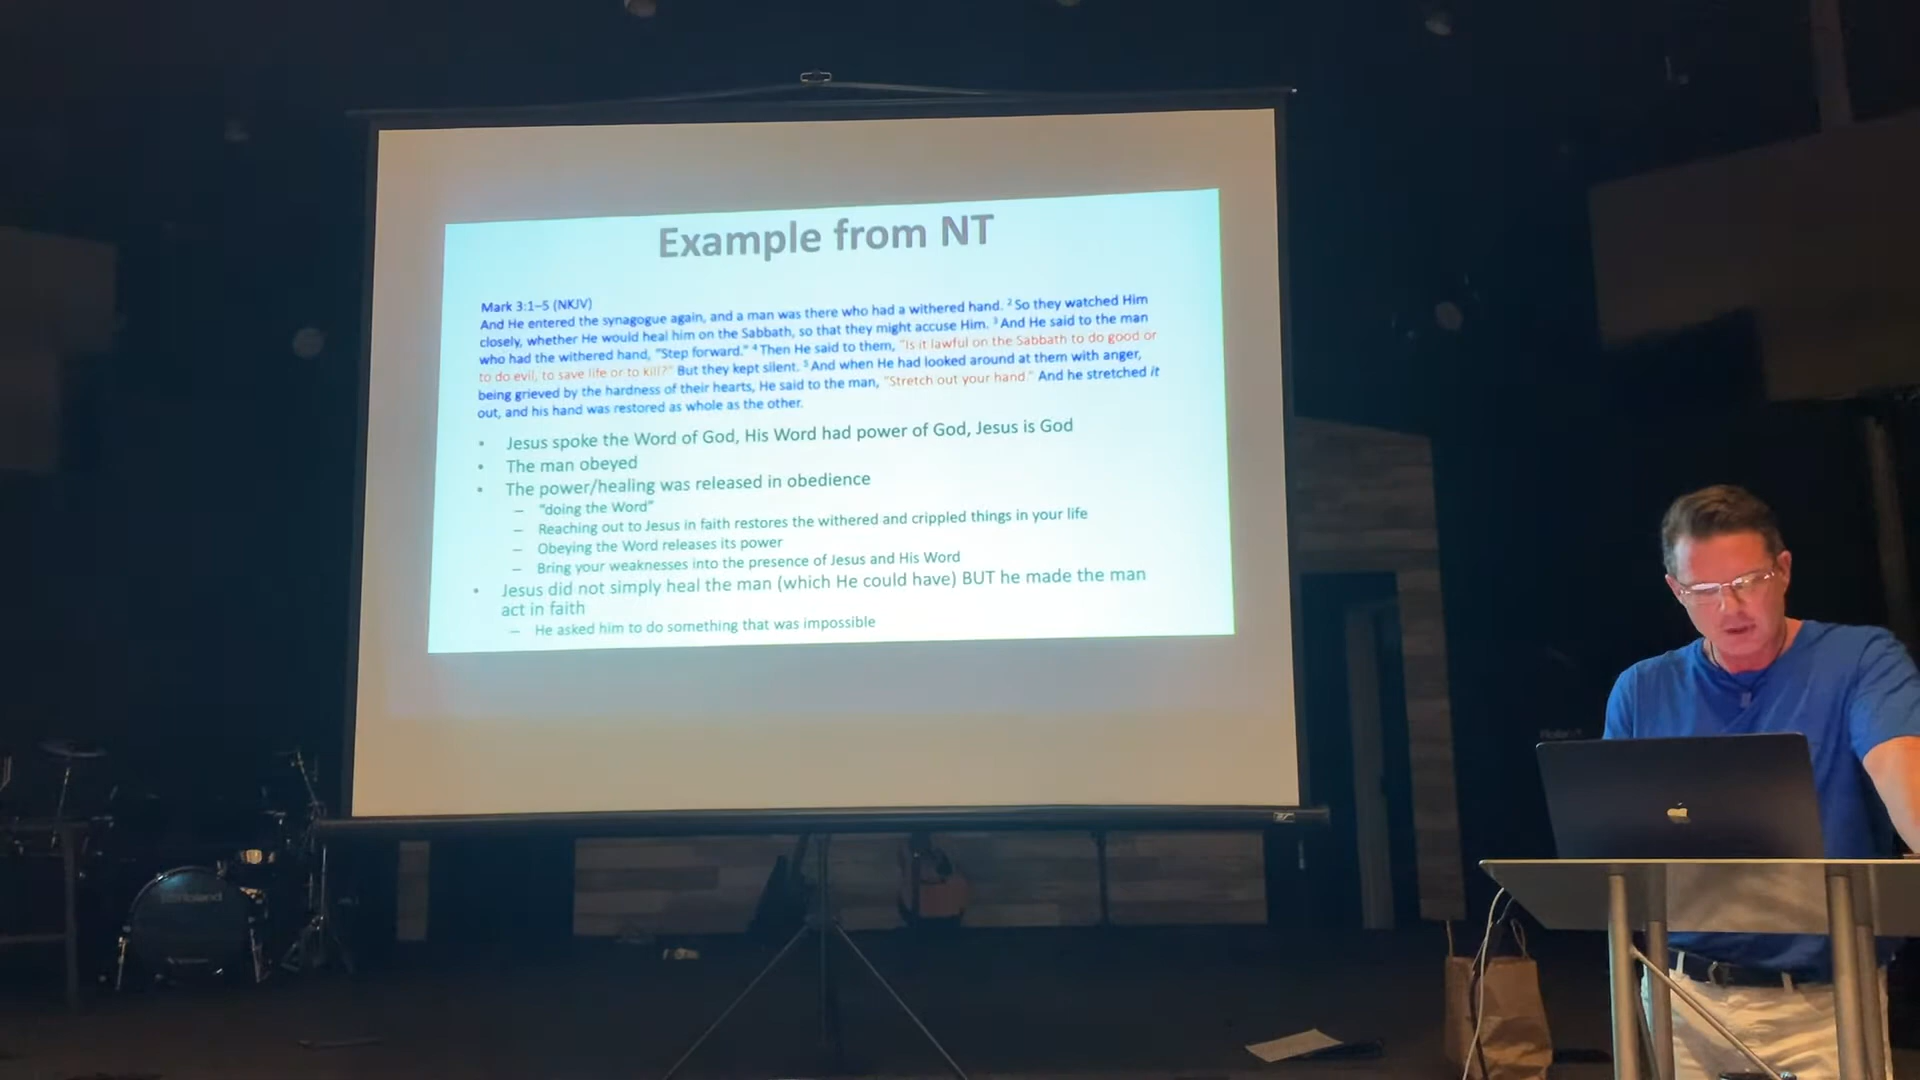 Example from NT
Mark 3:1–5 (NKJV)
And He entered the synagogue again, and a man was there who had a withered hand. 2 So they watched Him
closely, whether He would heal him on the Sabbath, so that they might accuse Him. 3 And He said to the man
who had the withered hand, "Step forward." 4 Then He said to them, "Is it lawful on the Sabbath to do good or
to do evil, to save life or to kill?" But they kept silent. 5 And when He had looked around at them with anger,
being grieved by the hardness of their hearts, He said to the man, "Stretch out your hand." And he stretched it
out, and his hand was restored as whole as the other.
• Jesus spoke the Word of God, His Word had power of God, Jesus is God
• The man obeyed
• The power/healing was released in obedience
– "doing the Word"
– Reaching out to Jesus in faith restores the withered and crippled things in your life
– Obeying the Word releases its power
– Bring your weaknesses into the presence of Jesus and His Word
• Jesus did not simply heal the man (which He could have) BUT he made the man
act in faith
– He asked him to do something that was impossible
Roland
Roland